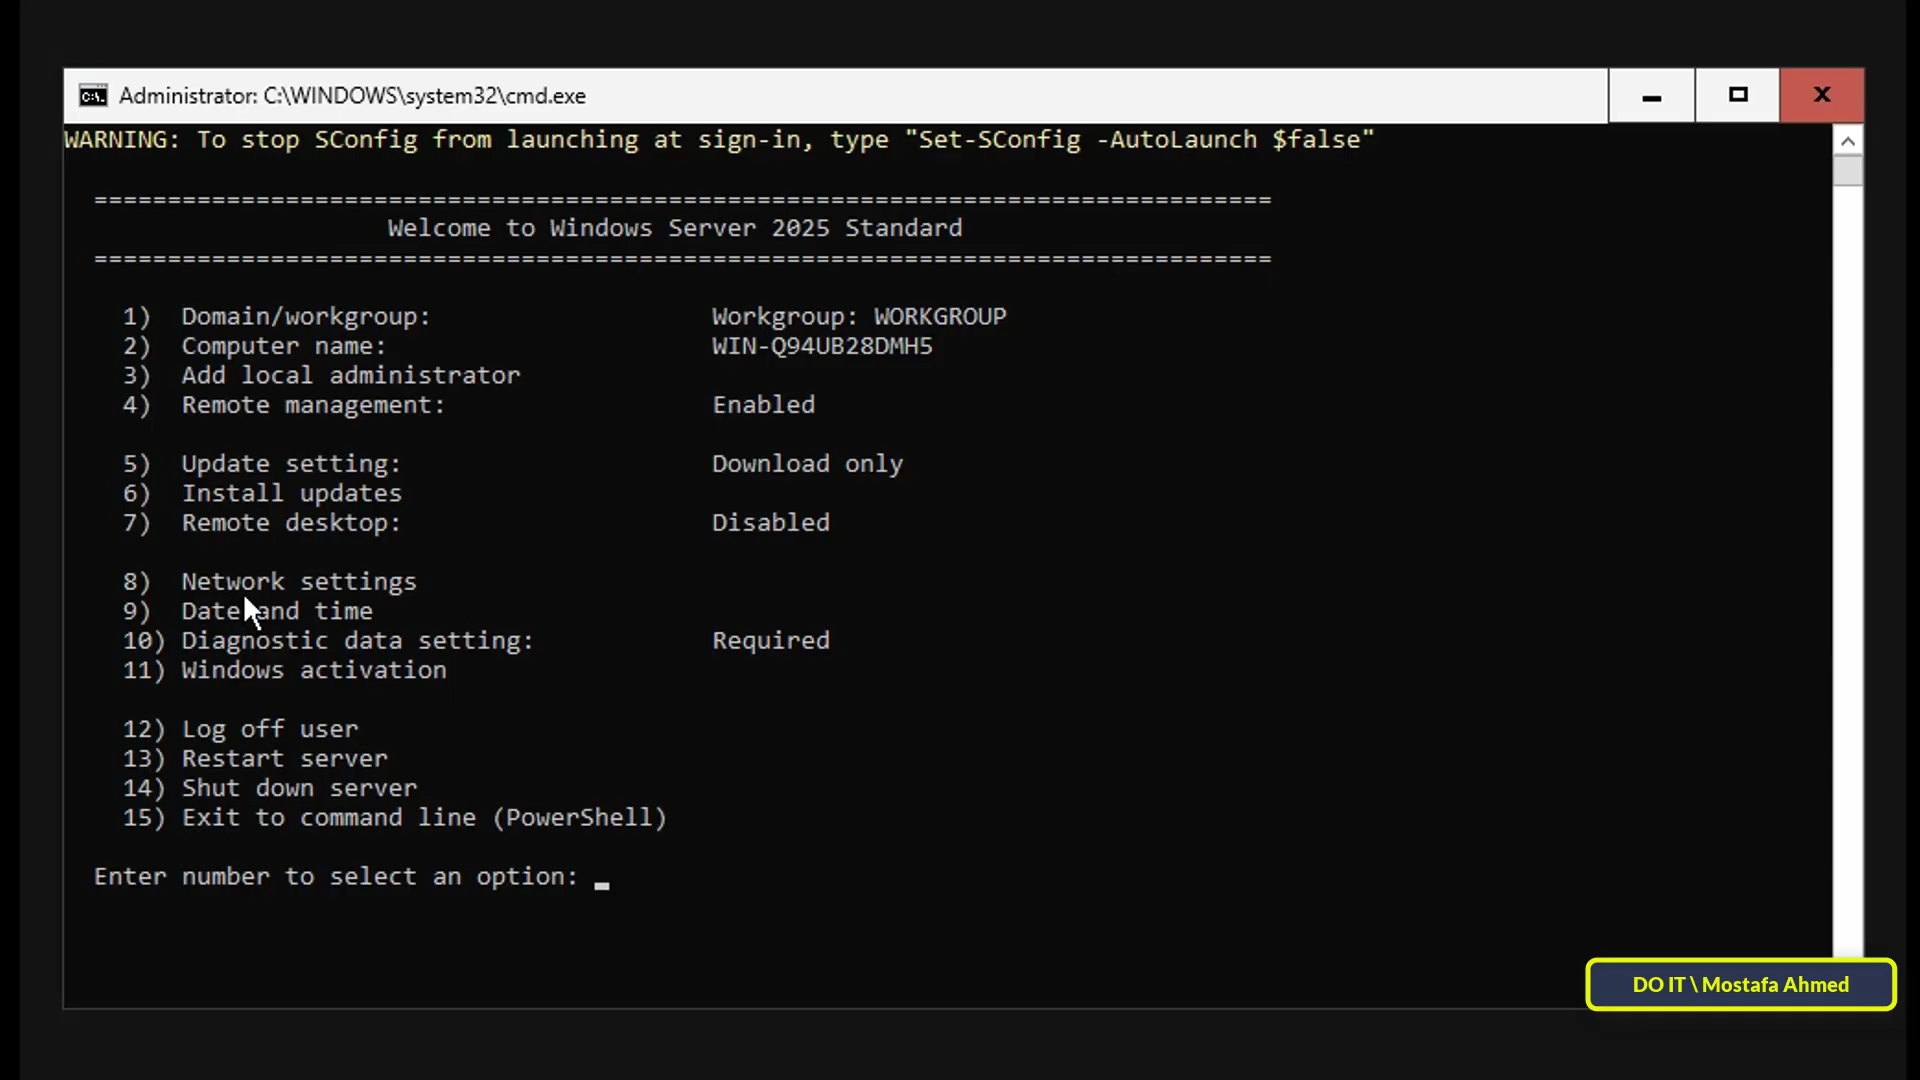 Administrator: C:\WINDOWS\system32\cmd.exe
WARNING: To stop SConfig from launching at sign-in, type "Set-SConfig -AutoLaunch $false"
================================================================================
Welcome to Windows Server 2025 Standard
================================================================================
1) Domain/workgroup: Workgroup: WORKGROUP
2) Computer name: WIN-Q94UB28DMH5
3) Add local administrator
4) Remote management: Enabled
5) Update setting: Download only
6) Install updates
7) Remote desktop: Disabled
8) Network settings
9) Date and time
10) Diagnostic data setting: Required
11) Windows activation
12) Log off user
13) Restart server
14) Shut down server
15) Exit to command line (PowerShell)
Enter number to select an option: _
DO IT \ Mostafa Ahmed